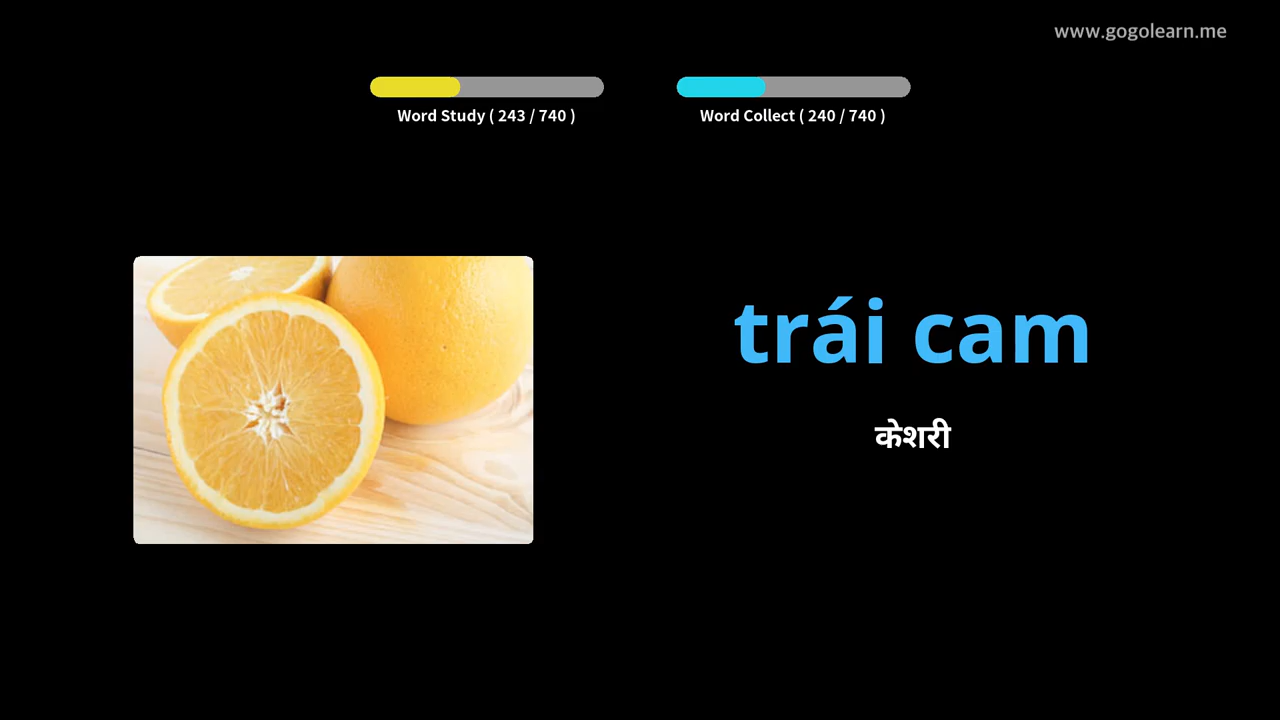 www.gogolearn.me
Word Study ( 243 / 740 )
Word Collect ( 240 / 740 )
trái cam
केशरी